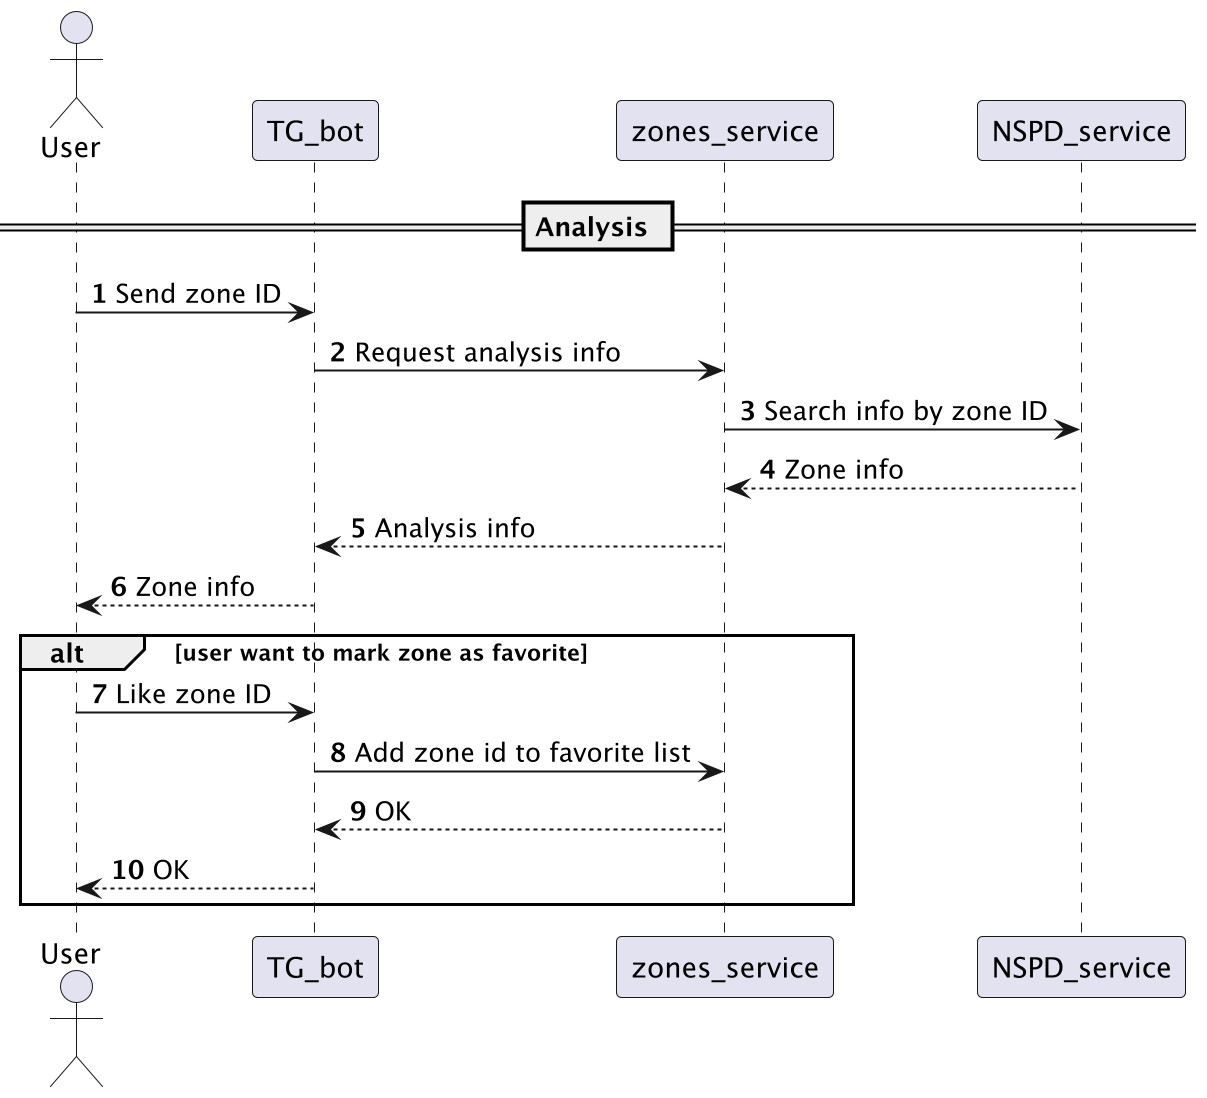 User
TG_bot
zones_service
NSPD_service
Analysis
1 Send zone ID
2 Request analysis info
3 Search info by zone ID
4 Zone info
5 Analysis info
6 Zone info
alt [user want to mark zone as favorite]
7 Like zone ID
8 Add zone id to favorite list
9 OK
10 OK
User
TG_bot
zones_service
NSPD_service